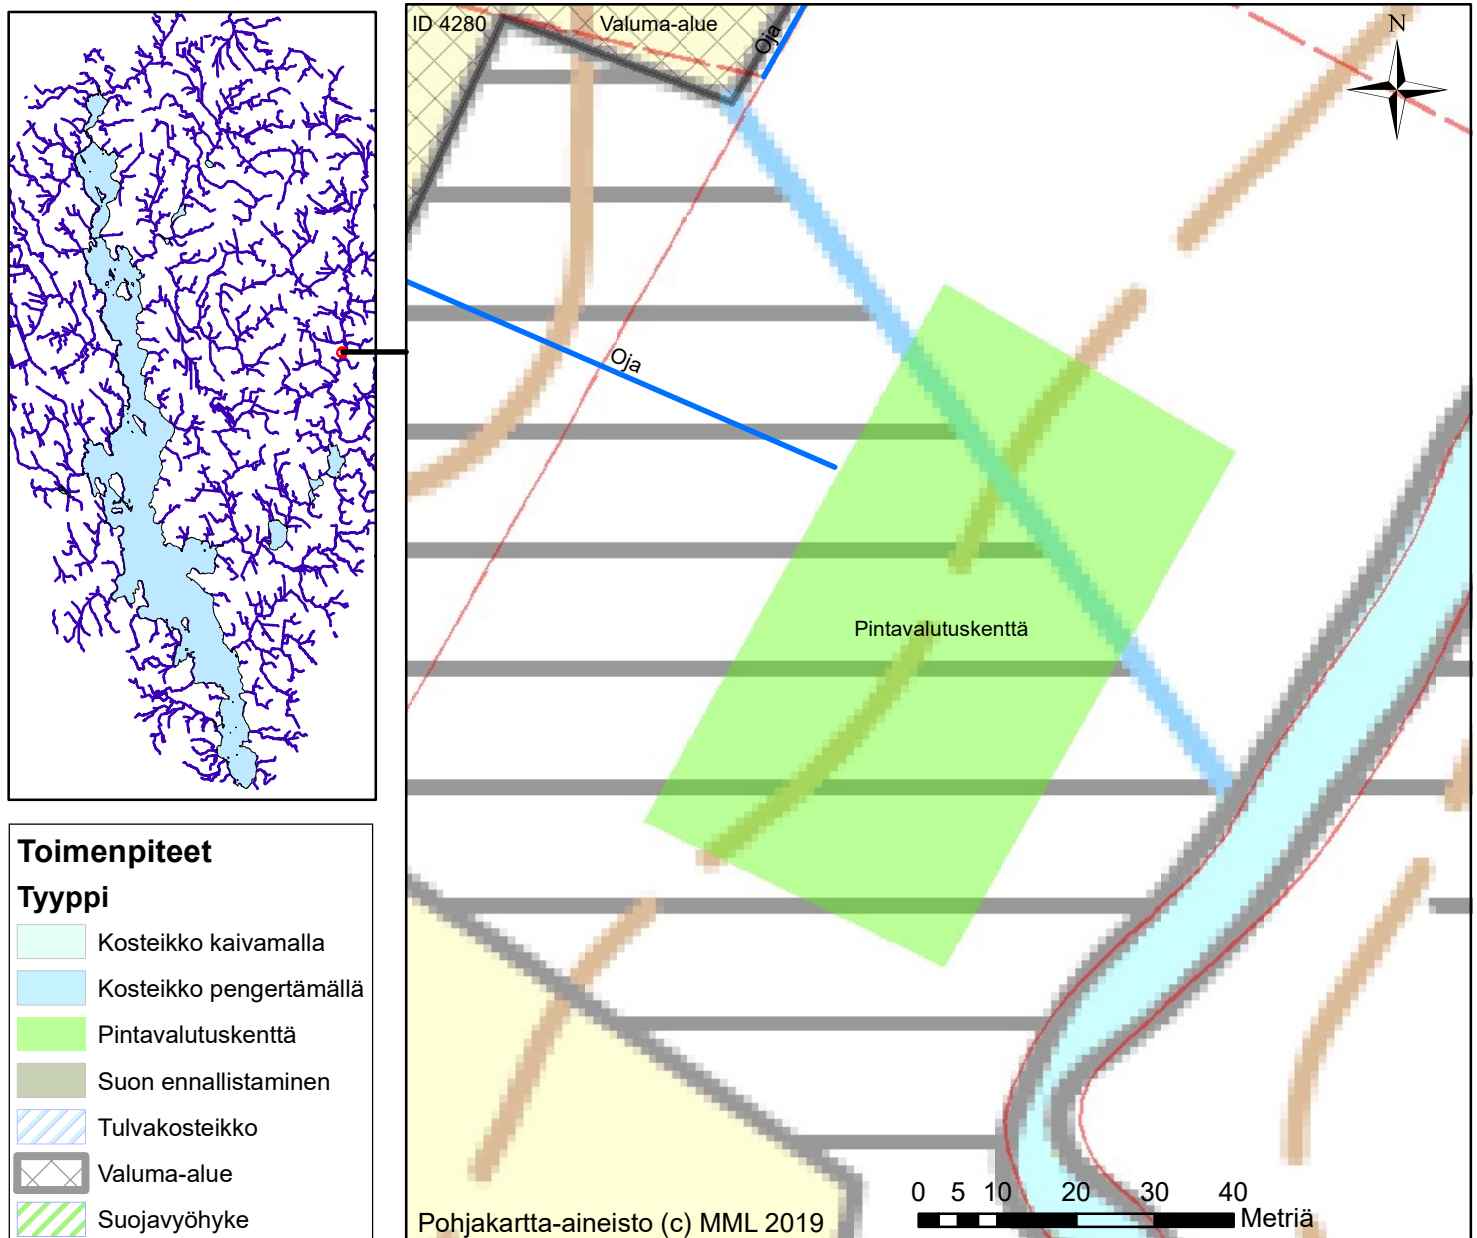 ID 4280
Valuma-alue
Oja
N
Oja
Pintavalutuskenttä
Toimenpiteet
Tyyppi
Kosteikko kaivamalla
Kosteikko pengertämällä
Pintavalutuskenttä
Suon ennallistaminen
Tulvakosteikko
Valuma-alue
Suojavyöhyke
0 5 10 20 30 40
Metriä
Pohjakartta-aineisto (c) MML 2019